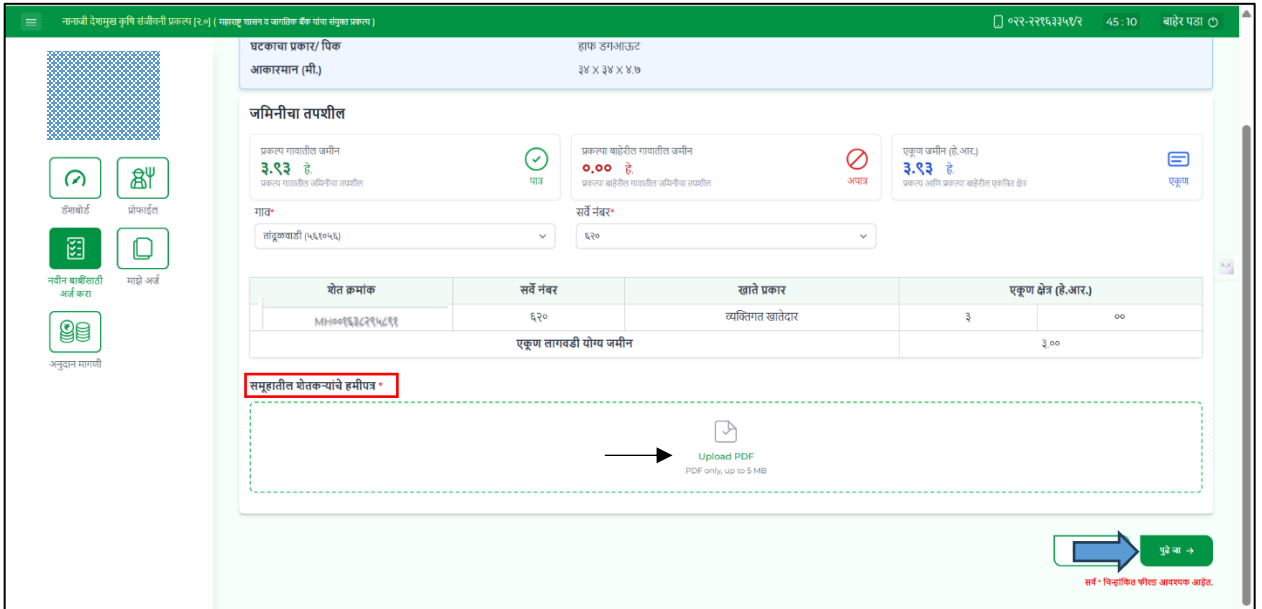 नानाजी देशमुख कृषि संजीवनी प्रकल्प [२.०] ( महाराष्ट्र शासन व जागतिक बँक यांचा संयुक्त प्रकल्प )
०२२-२२१६३३५१/२
45 : 10
बाहेर पडा
घटकाचा प्रकार/ पिक
हाफ डगआऊट
आकारमान (मी.)
३४ X ३४ X ४.७
जमिनीचा तपशील
प्रकल्प गावातील जमीन
३.९३ हे.
प्रकल्प गावातील जमिनीचा तपशील
पात्र
प्रकल्पा बाहेरील गावातील जमीन
०.०० हे.
प्रकल्पा बाहेरील गावातील जमिनीचा तपशील
अपात्र
एकूण जमीन (हे.आर.)
३.९३ हे.
प्रकल्प आणि प्रकल्पा बाहेरील एकत्रित क्षेत्र
एकूण
डॅशबोर्ड
प्रोफाईल
गाव*
सर्वे नंबर*
तांदूळवाडी (५६१०५६)
६२०
नवीन बाबींसाठी अर्ज करा
माझे अर्ज
शेत क्रमांक
सर्वे नंबर
खाते प्रकार
एकूण क्षेत्र (हे.आर.)
६२०
व्यक्तिगत खातेदार
३
००
एकूण लागवडी योग्य जमीन
३.००
अनुदान मागणी
समूहातील शेतकऱ्यांचे हमीपत्र *
Upload PDF
PDF only, up to 5 MB
पुढे जा →
सर्व * चिन्हांकित फील्ड आवश्यक आहेत.